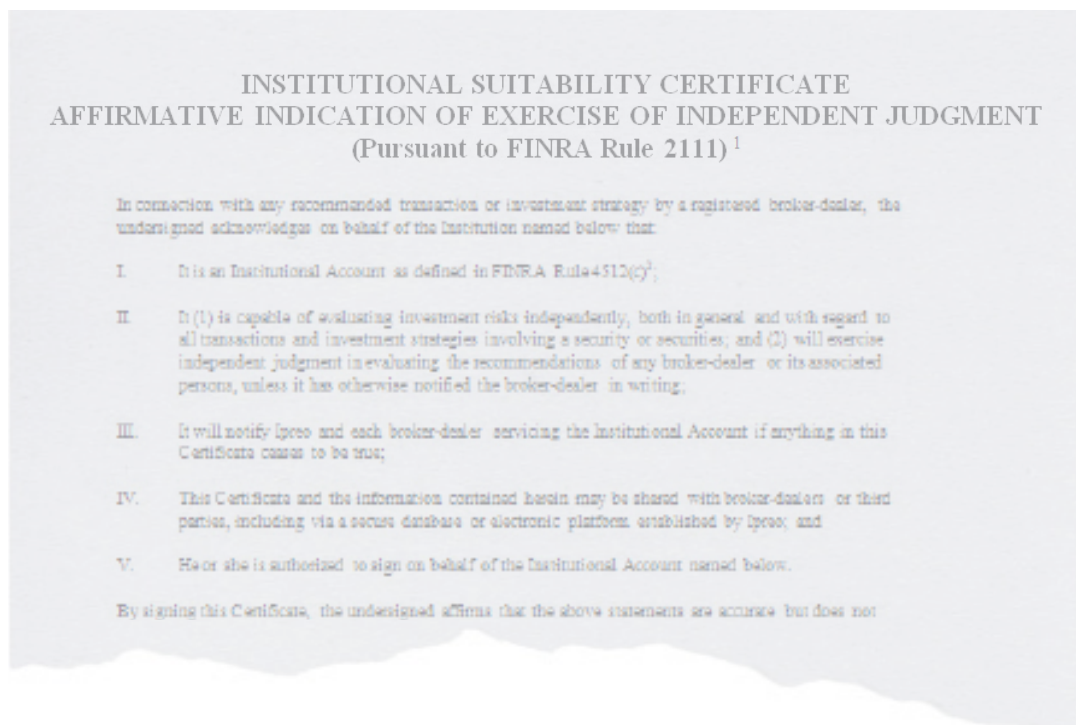 INSTITUTIONAL SUITABILITY CERTIFICATE
AFFIRMATIVE INDICATION OF EXERCISE OF INDEPENDENT JUDGMENT
(Pursuant to FINRA Rule 2111) 1
In connection with any recommended transaction or investment strategy by a registered broker-dealer, the
undersigned acknowledges on behalf of the Institution named below that:
I. It is an Institutional Account as defined in FINRA Rule 4512(c)2;
II. It (1) is capable of evaluating investment risks independently, both in general and with regard to
all transactions and investment strategies involving a security or securities; and (2) will exercise
independent judgment in evaluating the recommendations of any broker-dealer or its associated
persons, unless it has otherwise notified the broker-dealer in writing;
III. It will notify Ipreo and each broker-dealer servicing the Institutional Account if anything in this
Certificate ceases to be true;
IV. This Certificate and the information contained herein may be shared with broker-dealers or third
parties, including via a secure database or electronic platform established by Ipreo; and
V. He or she is authorized to sign on behalf of the Institutional Account named below.
By signing this Certificate, the undersigned affirms that the above statements are accurate but does not